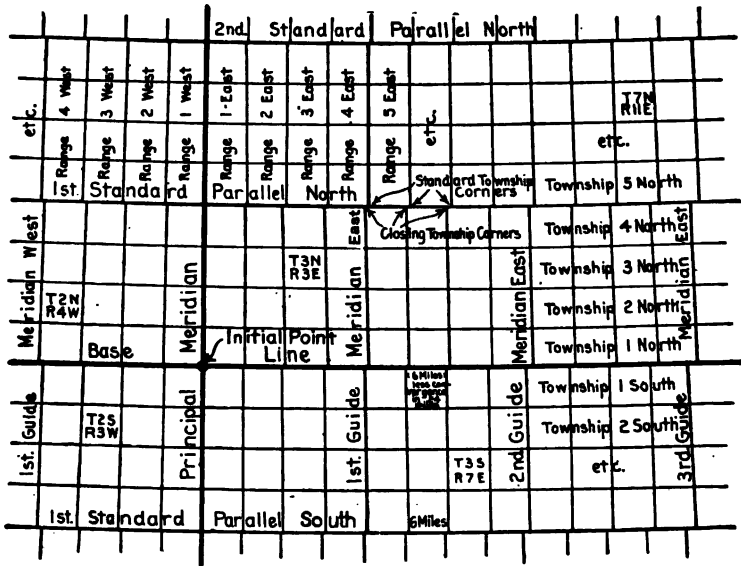 2nd. Standard Parallel North
etc.
Range 4 West
Range 3 West
Range 2 West
Range 1 West
Range 1 East
Range 2 East
Range 3 East
Range 4 East
Range 5 East
etc.
T7N
R11E
etc.
1st. Standard Parallel North
Standard Township
Corners
Township 5 North
Closing Township Corners
Township 4 North
T3N
R3E
Township 3 North
T2N
R4W
Township 2 North
Initial Point
Base Line
Township 1 North
1st. Guide Meridian West
Principal Meridian
1st. Guide Meridian East
2nd Guide Meridian East
3rd Guide Meridian East
6 Miles
less con
Township 1 South
T2S
R3W
Township 2 South
T3S
R7E
etc.
1st. Standard Parallel South
6 Miles